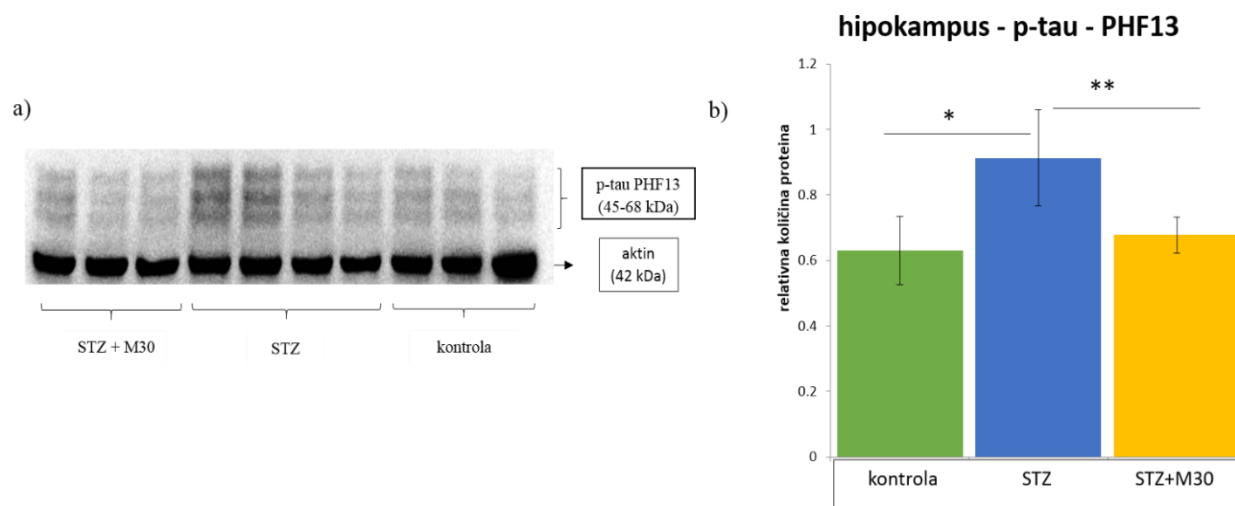 a)
p-tau PHF13
(45-68 kDa)
aktin
(42 kDa)
STZ + M30
STZ
kontrola
b)
hipokampus - p-tau - PHF13
relativna količina proteina
1.2
1
0.8
0.6
0.4
0.2
0
*
**
kontrola
STZ
STZ+M30